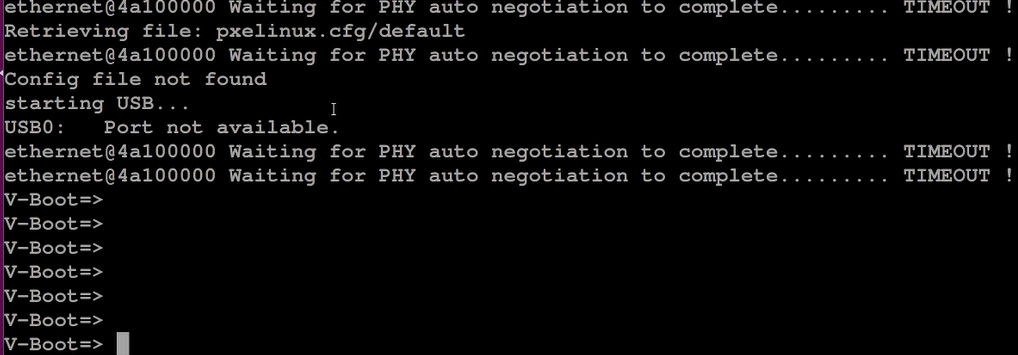 ethernet@4a100000 Waiting for PHY auto negotiation to complete......... TIMEOUT !
Retrieving file: pxelinux.cfg/default
ethernet@4a100000 Waiting for PHY auto negotiation to complete......... TIMEOUT !
Config file not found
starting USB...
USB0:   Port not available.
ethernet@4a100000 Waiting for PHY auto negotiation to complete......... TIMEOUT !
ethernet@4a100000 Waiting for PHY auto negotiation to complete......... TIMEOUT !
V-Boot=>
V-Boot=>
V-Boot=>
V-Boot=>
V-Boot=>
V-Boot=>
V-Boot=>